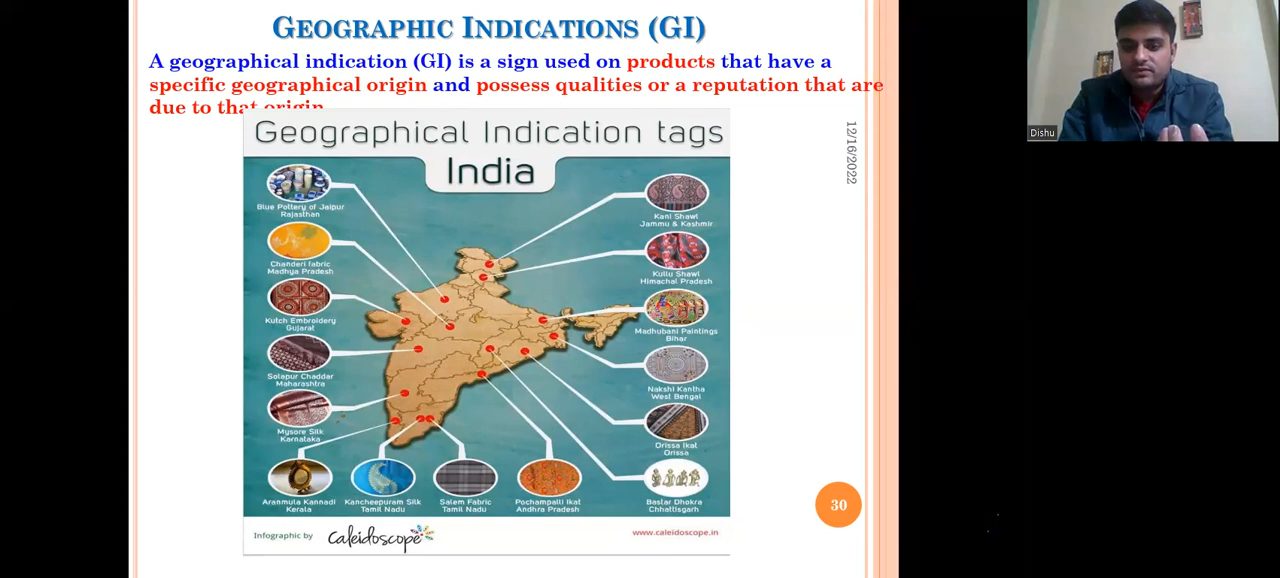 GEOGRAPHIC INDICATIONS (GI)
A geographical indication (GI) is a sign used on products that have a
specific geographical origin and possess qualities or a reputation that are
due to that origin
Geographical Indication tags
India
Blue Pottery of Jaipur
Rajasthan
Chanderi fabric
Madhya Pradesh
Kutch Embroidery
Gujarat
Solapur Chaddar
Maharashtra
Mysore Silk
Karnataka
Aranmula Kannadi
Kerala
Kancheepuram Silk
Tamil Nadu
Salem Fabric
Tamil Nadu
Pochampalli Ikat
Andhra Pradesh
Kani Shawl
Jammu & Kashmir
Kullu Shawl
Himachal Pradesh
Madhubani Paintings
Bihar
Nakshi Kantha
West Bengal
Orissa Ikat
Orissa
Bastar Dhokra
Chhattisgarh
Infographic by Caleidoscope
www.caleidoscope.in
12/16/2022
30
Dishu